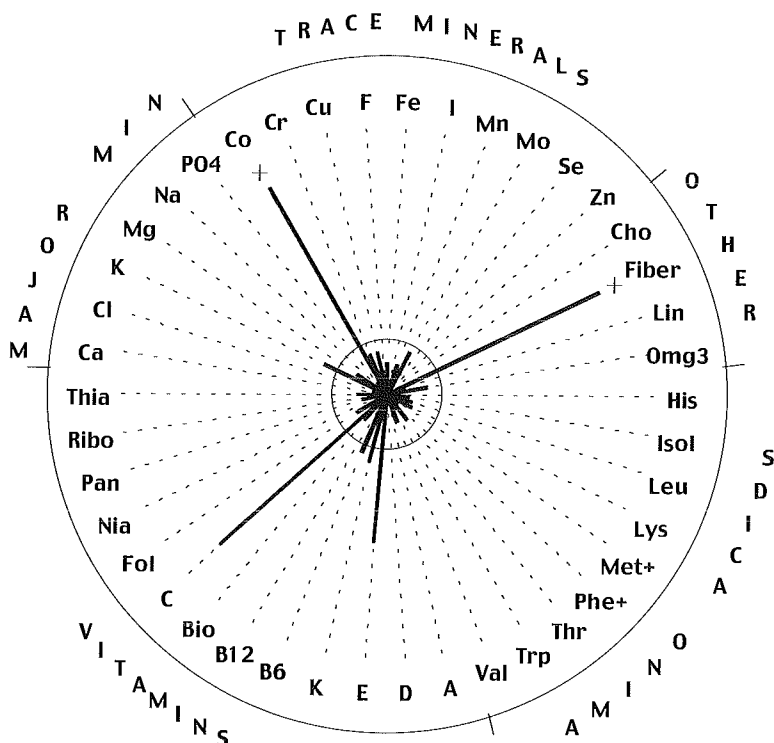 TRACE MINERALS
OTHER
AMINO ACIDS
VITAMINS
MAJOR MIN
F
Fe
I
Mn
Mo
Se
Zn
Cho
Fiber
Lin
Omg3
His
Isol
Leu
Lys
Met+
Phe+
Thr
Trp
Val
A
D
E
K
B6
B12
Bio
C
Fol
Nia
Pan
Ribo
Thia
Ca
Cl
K
Mg
Na
PO4
Co
Cr
Cu
+
+